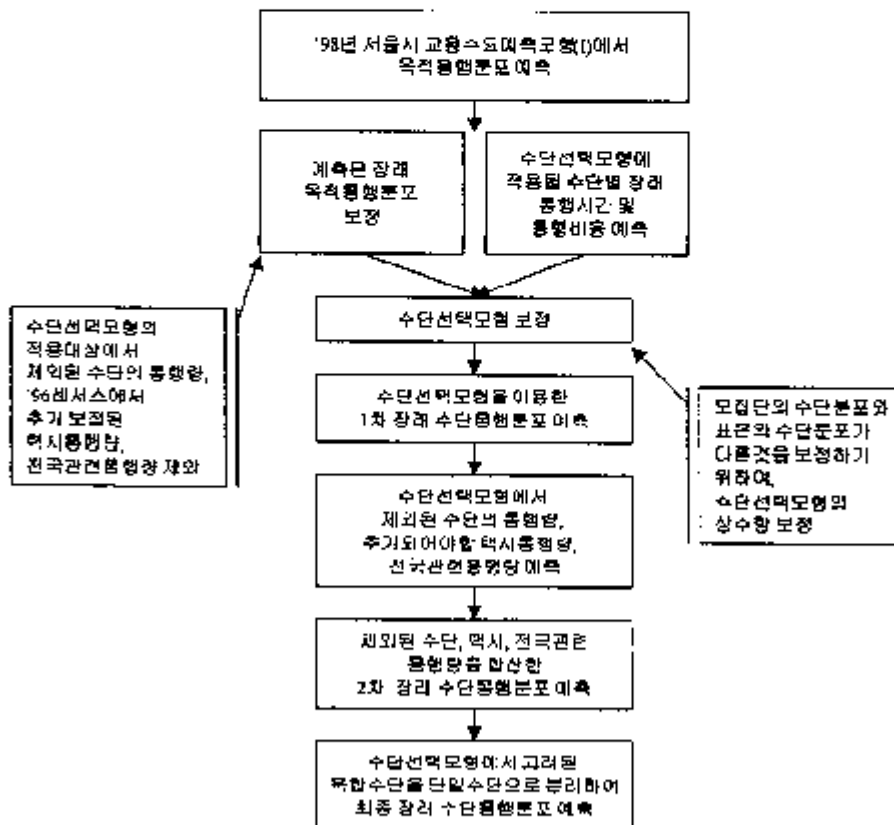 '98년 서울시 교통수요예측모형(I)에서
목적통행분포 예측
계측된 장래
목적통행분포
보정
수단선택모형에
적용될 수단별 장래
통행시간 및
통행비용 예측
수단선택모형 보정
수단선택모형의
적용대상에서
제외된 수단의 통행량,
'96센서스에서
추가 보정된
택시통행량,
전국관련통행량 제외
수단선택모형을 이용한
1차 장래 수단통행분포 예측
모집단의 수단분포와
표본의 수단분포가
다른것을 보정하기
위하여,
수단선택모형의
상수항 보정
수단선택모형에서
제외된 수단의 통행량,
추가되어야할 택시통행량,
전국관련통행량 예측
제외된 수단, 택시, 전국관련
통행량을 합산한
2차 장래 수단통행분포 예측
수단선택모형에서 고려된
복합수단을 단일수단으로 분리하여
최종 장래 수단통행분포 예측